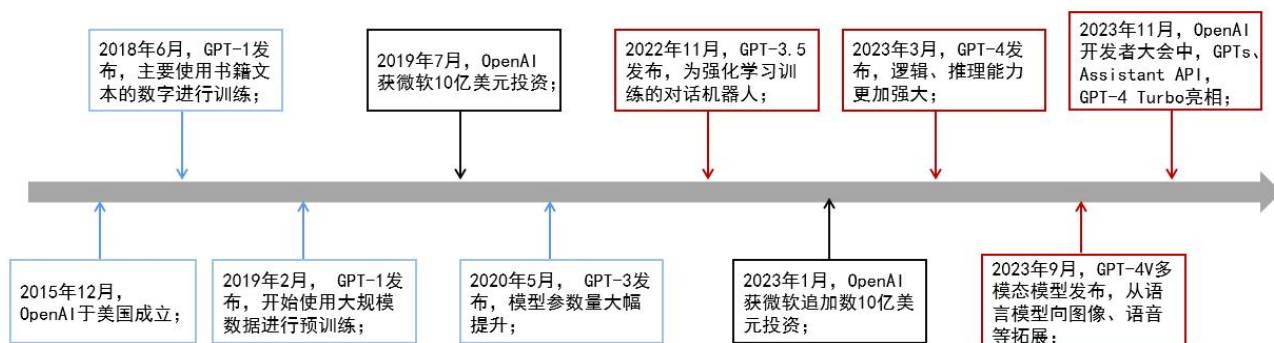 2018年6月，GPT-1发
布，主要使用书籍文
本的数字进行训练；
2019年7月，OpenAI
获微软10亿美元投资；
2022年11月，GPT-3.5
发布，为强化学习训
练的对话机器人；
2023年3月，GPT-4发
布，逻辑、推理能力
更加强大；
2023年11月，OpenAI
开发者大会中，GPTs、
Assistant API，
GPT-4 Turbo亮相；
2015年12月，
OpenAI于美国成立；
2019年2月， GPT-1发
布，开始使用大规模
数据进行预训练；
2020年5月， GPT-3发
布，模型参数量大幅
提升；
2023年1月，OpenAI
获微软追加数10亿美
元投资；
2023年9月，GPT-4V多
模态模型发布，从语
言模型向图像、语音
等拓展；